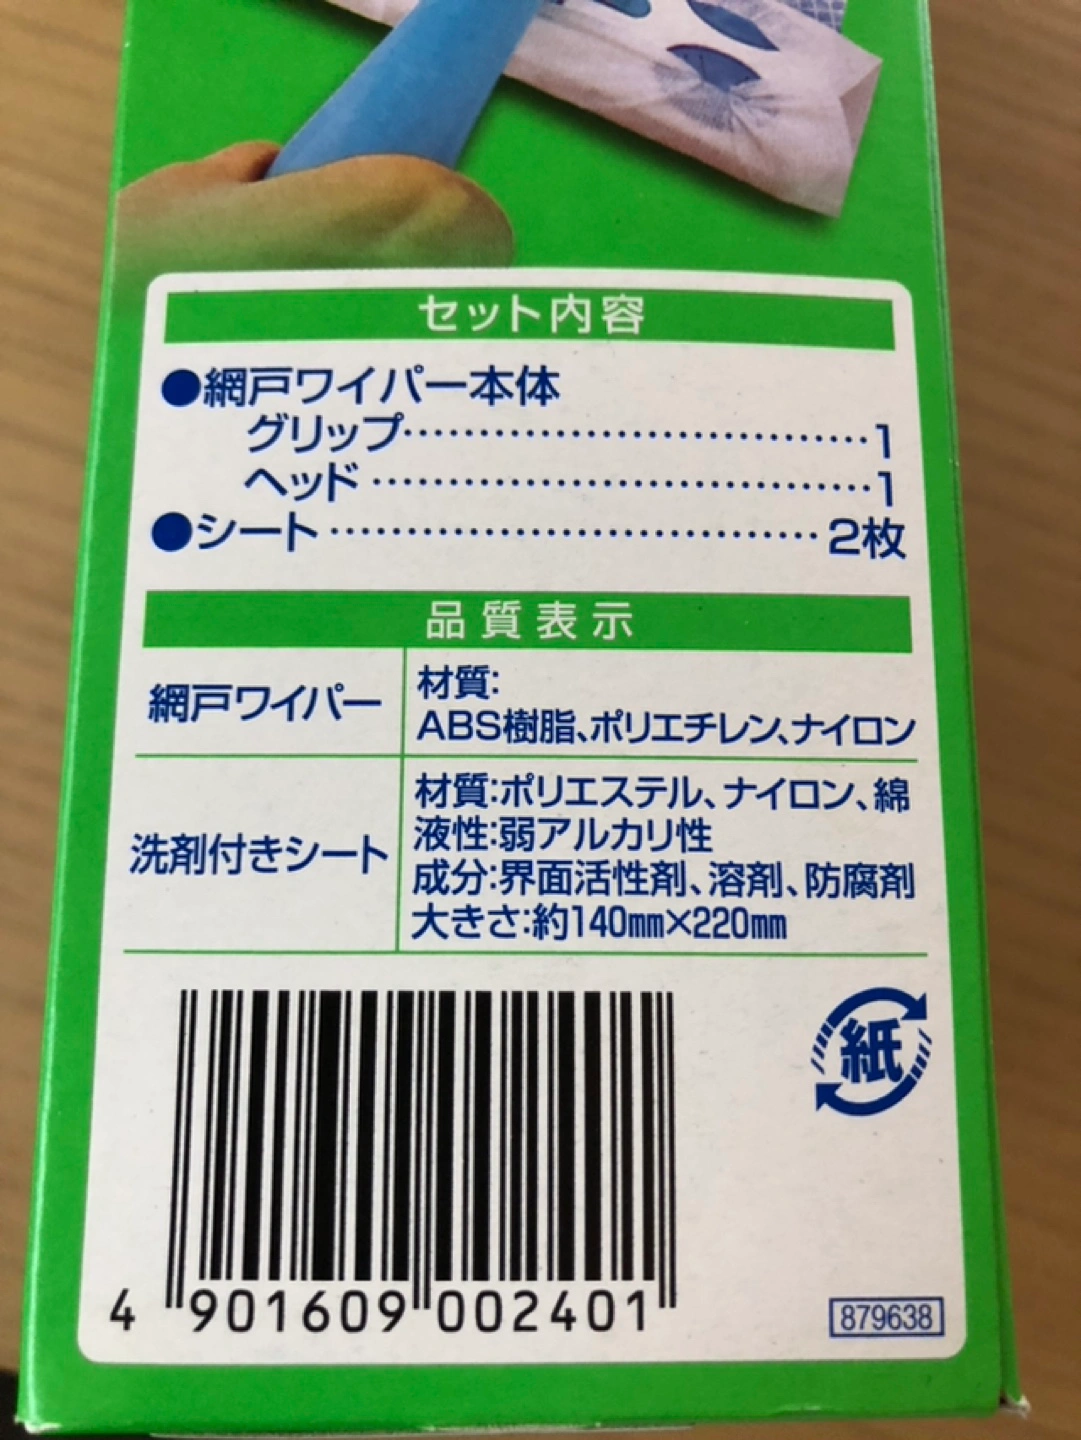 セット内容
●網戸ワイパー本体
グリップ……………………………1
ヘッド………………………………1
●シート……………………………2枚
品質表示
網戸ワイパー
材質:
ABS樹脂、ポリエチレン、ナイロン
洗剤付きシート
材質:ポリエステル、ナイロン、綿
液性:弱アルカリ性
成分:界面活性剤、溶剤、防腐剤
大きさ:約140mm×220mm
紙
4 901609 002401
879638